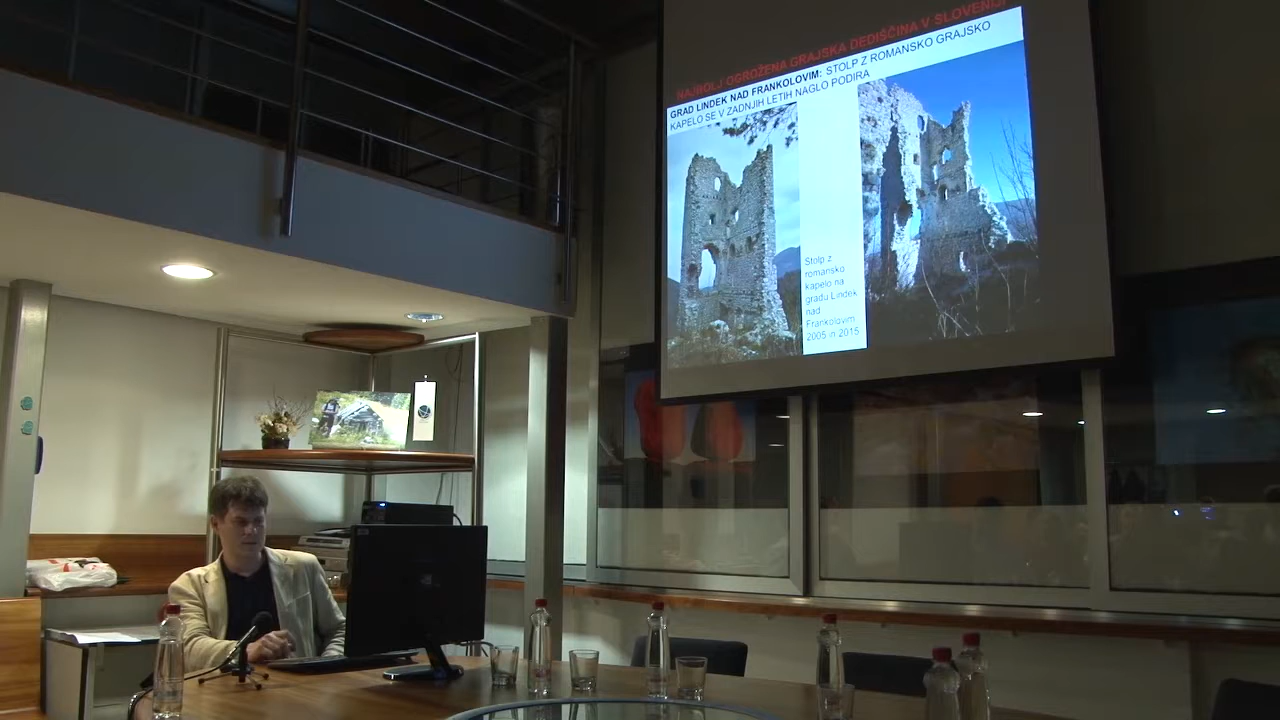 NAJBOLJ OGROŽENA GRAJSKA DEDIŠČINA V SLOVENIJI
GRAD LINDEK NAD FRANKOLOVIM: STOLP Z ROMANSKO GRAJSKO
KAPELO SE V ZADNJIH LETIH NAGLO PODIRA
Stolp z
romansko
kapelo na
gradu Lindek
nad
Frankolovim
2005 in 2015